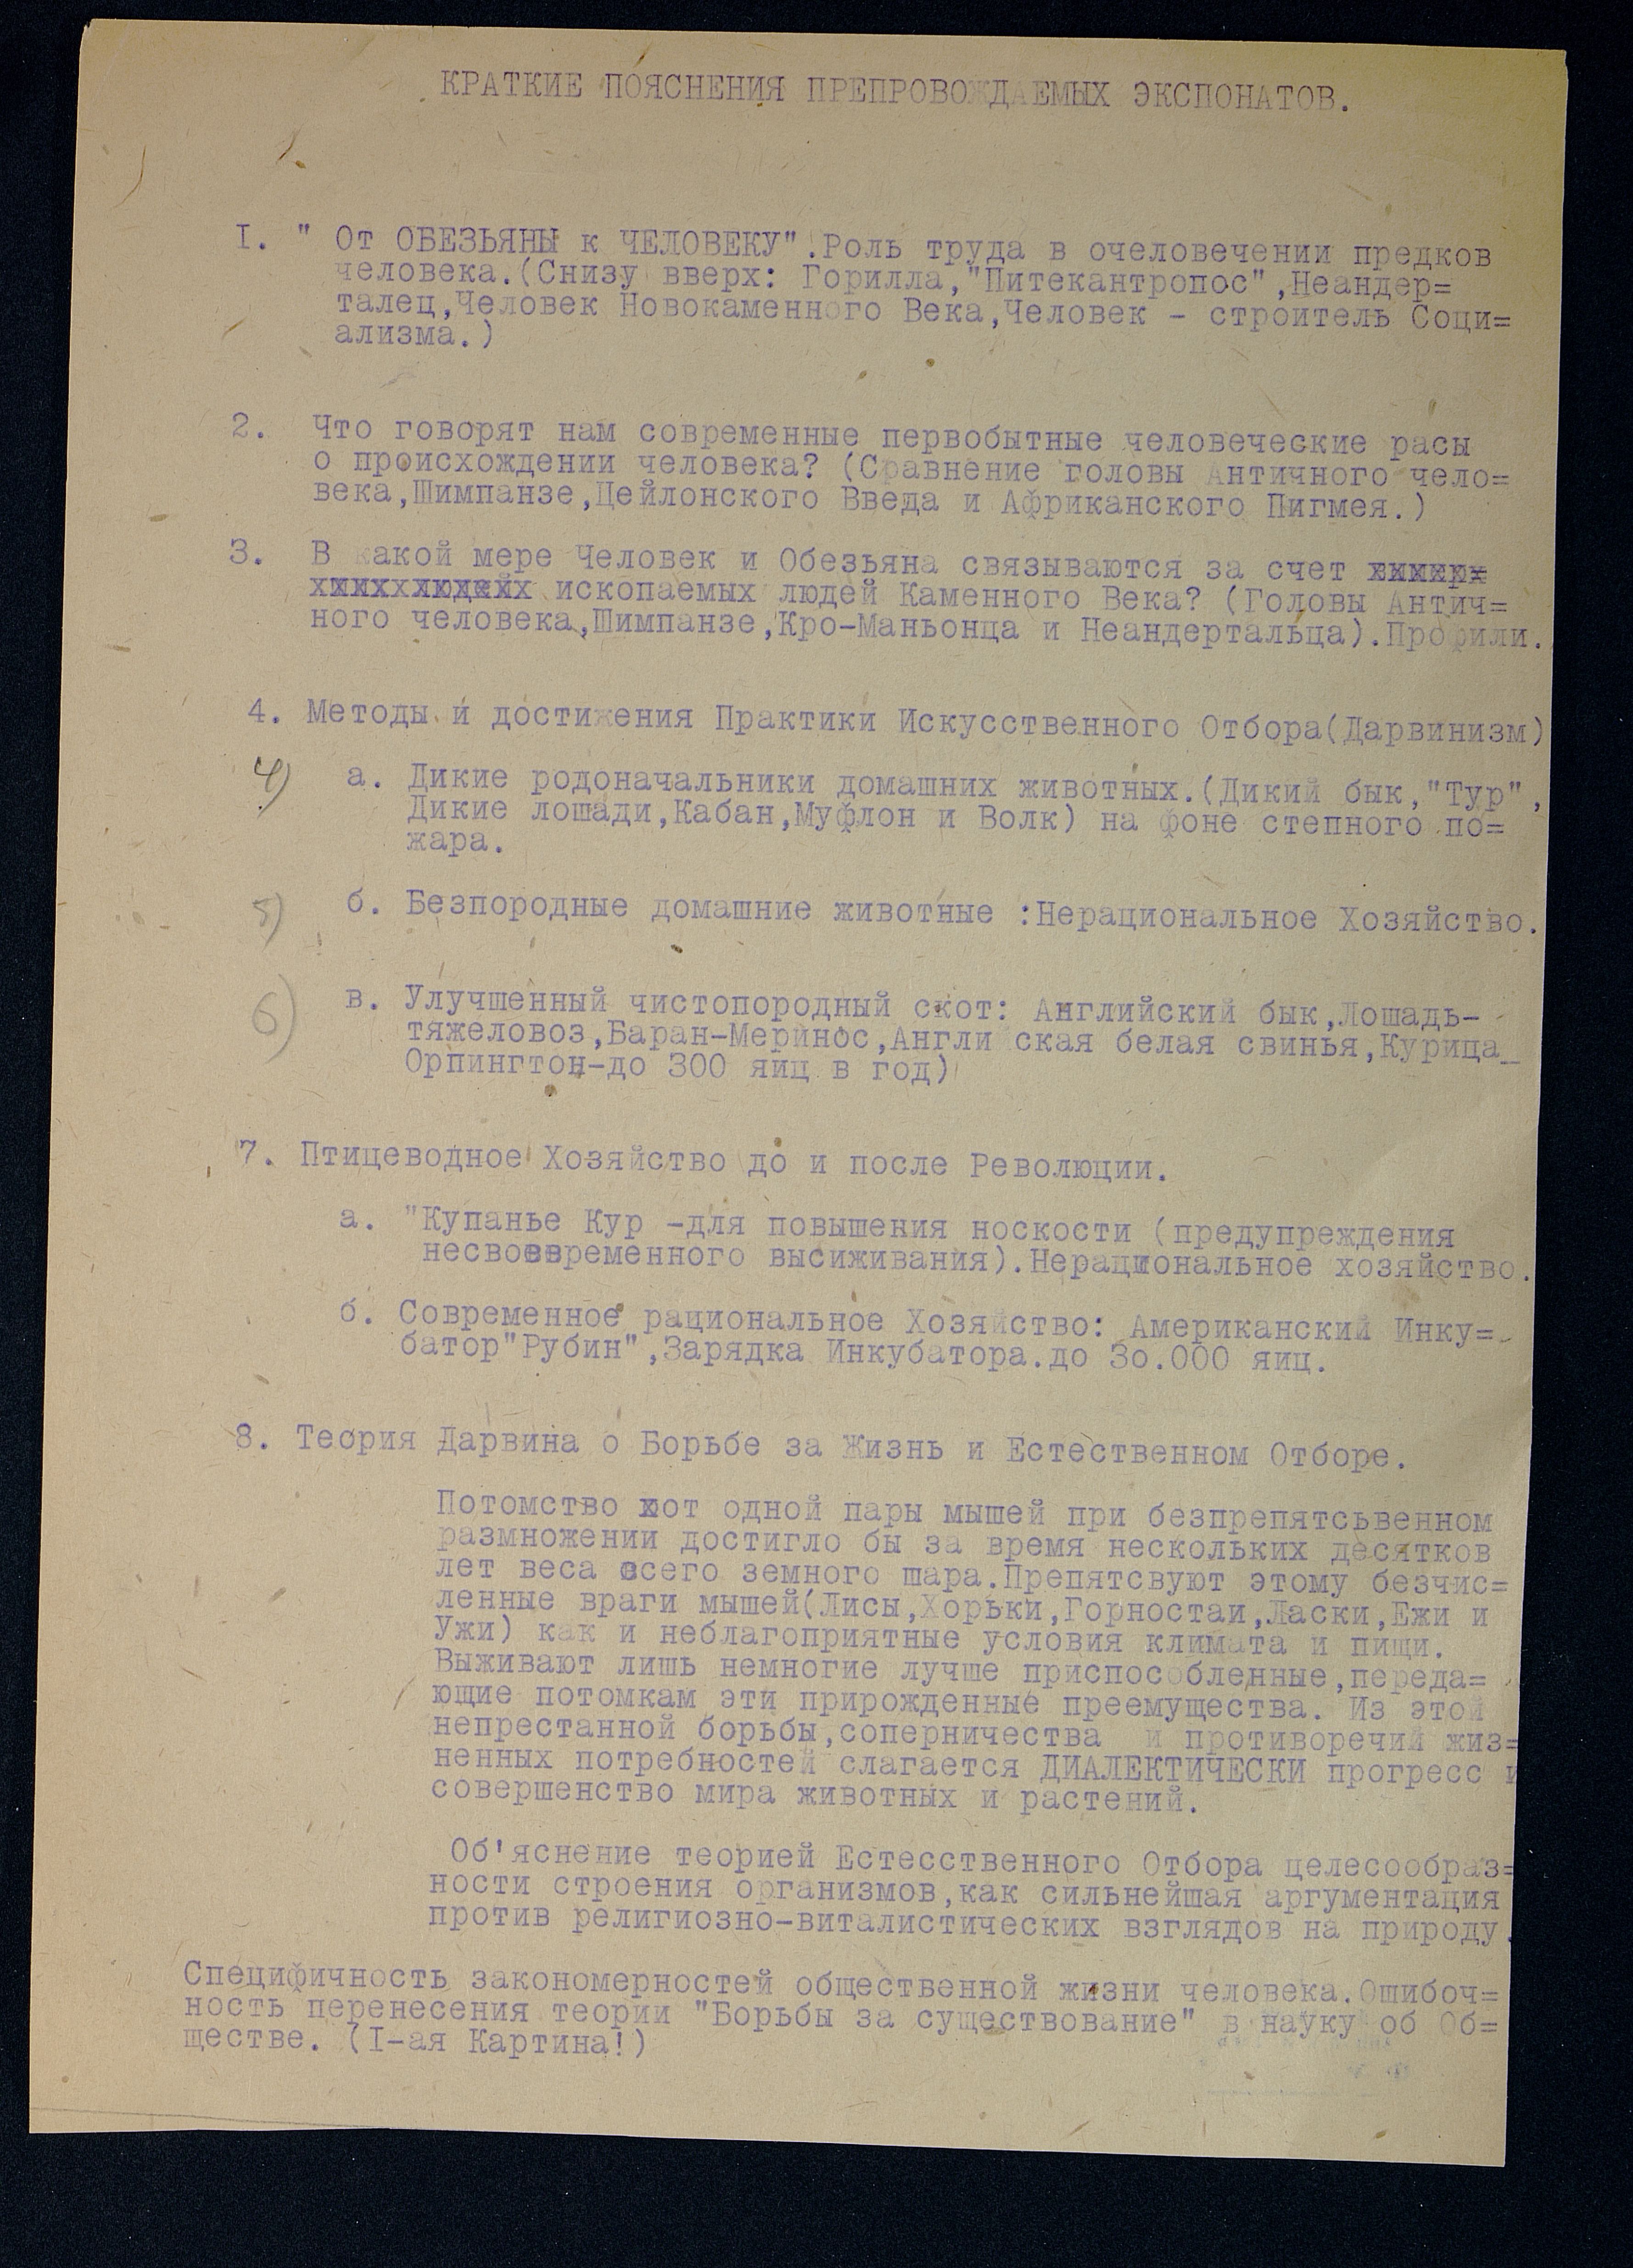 КРАТКИЕ ПОЯСНЕНИЯ ПРЕПРОВОЖДАЕМЫХ ЭКСПОНАТОВ.
I. " От ОБЕЗЬЯНЫ к ЧЕЛОВЕКУ".Роль труда в очеловечении предков
человека.(Снизу вверх: Горилла,"Питекантропос",Неандер=
талец,Человек Новокаменного Века,Человек - строитель Соци=
ализма.)
2. Что говорят нам современные первобытные человеческие расы
о происхождении человека? (Сравнение головы Античного чело=
века,Шимпанзе,Цейлонского Введа и Африканского Пигмея.)
3. В какой мере Человек и Обезьяна связываются за счет
ископаемых людей Каменного Века? (Головы Антич=
ного человека,Шимпанзе,Кро-Маньонца и Неандертальца).Профили.
4. Методы и достижения Практики Искусственного Отбора(Дарвинизм)
4) а. Дикие родоначальники домашних животных.(Дикий бык,"Тур",
Дикие лошади,Кабан,Муфлон и Волк) на фоне степного по=
жара.
5) б. Безпородные домашние животные :Нерациональное Хозяйство.
6) в. Улучшенный чистопородный скот: Английский бык,Лошадь-
тяжеловоз,Баран-Меринос,Англи ская белая свинья,Курица_
Орпингтон-до 300 яиц в год)
7. Птицеводное Хозяйство до и после Революции.
а. "Купанье Кур -для повышения носкости (предупреждения
несвоевременного высиживания).Нерациональное хозяйство.
б. Современное рациональное Хозяйство: Американский Инку=
батор"Рубин",Зарядка Инкубатора.до 3о.000 яиц.
8. Теория Дарвина о Борьбе за Жизнь и Естественном Отборе.
Потомство от одной пары мышей при безпрепятсьвенном
размножении достигло бы за время нескольких десятков
лет веса всего земного шара.Препятсвуют этому безчис=
ленные враги мышей(Лисы,Хорьки,Горностаи,Ласки,Ежи и
Ужи) как и неблагоприятные условия климата и пищи.
Выживают лишь немногие лучше приспособленные,переда=
ющие потомкам эти прирожденные преемущества. Из этой
непрестанной борьбы,соперничества и противоречий жиз=
ненных потребностей слагается ДИАЛЕКТИЧЕСКИ прогресс и
совершенство мира животных и растений.
Об'яснение теорией Естесственного Отбора целесообраз=
ности строения организмов,как сильнейшая аргументация
против религиозно-виталистических взглядов на природу.
Специфичность закономерностей общественной жизни человека.Ошибоч=
ность перенесения теории "Борьбы за существование" в науку об Об=
ществе. (I-ая Картина!)